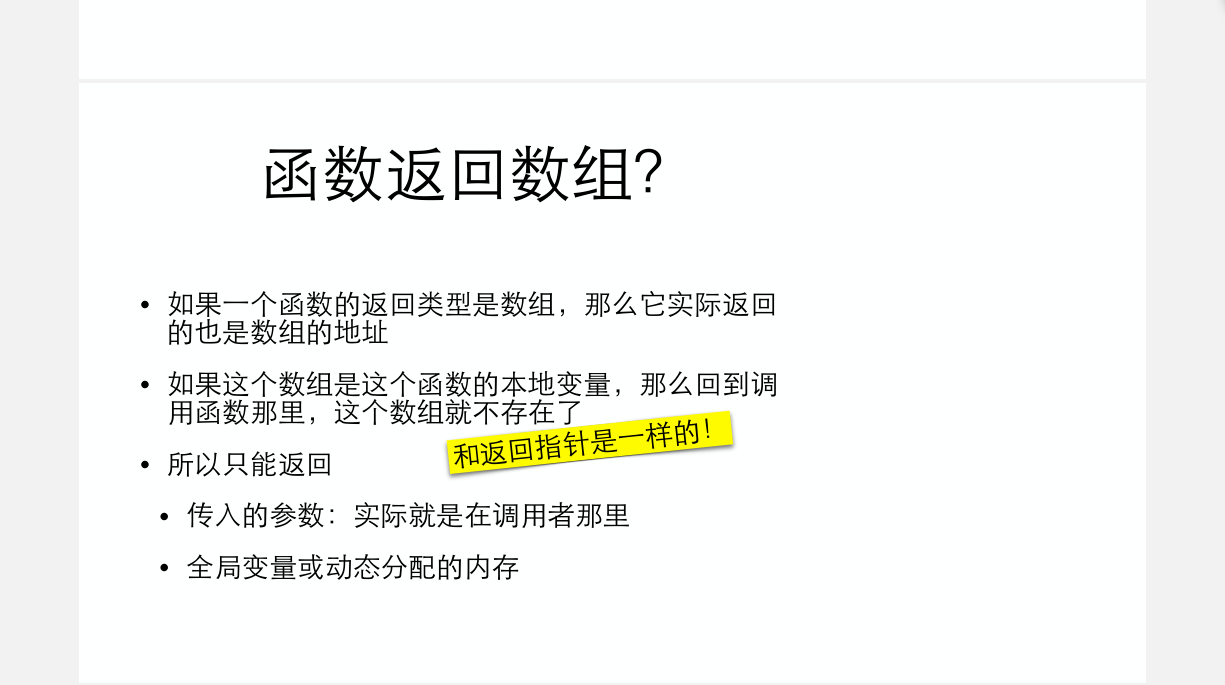 函数返回数组?
• 如果一个函数的返回类型是数组，那么它实际返回
的也是数组的地址
• 如果这个数组是这个函数的本地变量，那么回到调
用函数那里，这个数组就不存在了
和返回指针是一样的！
• 所以只能返回
• 传入的参数：实际就是在调用者那里
• 全局变量或动态分配的内存